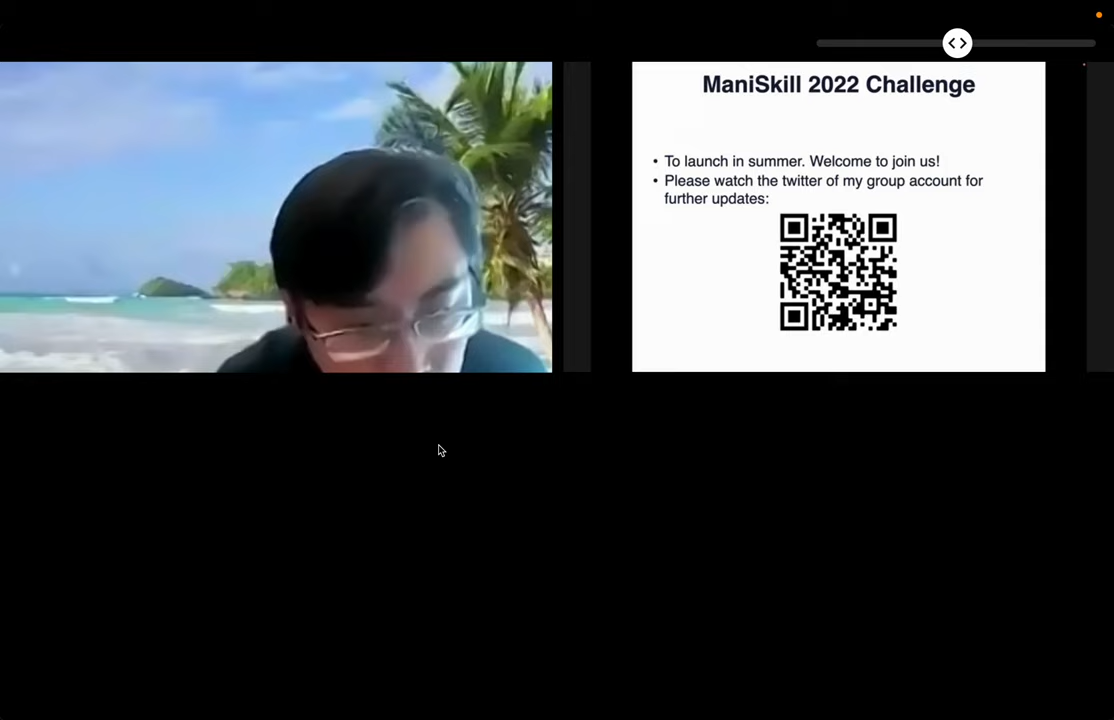 ManiSkill 2022 Challenge
• To launch in summer. Welcome to join us!
• Please watch the twitter of my group account for
further updates: